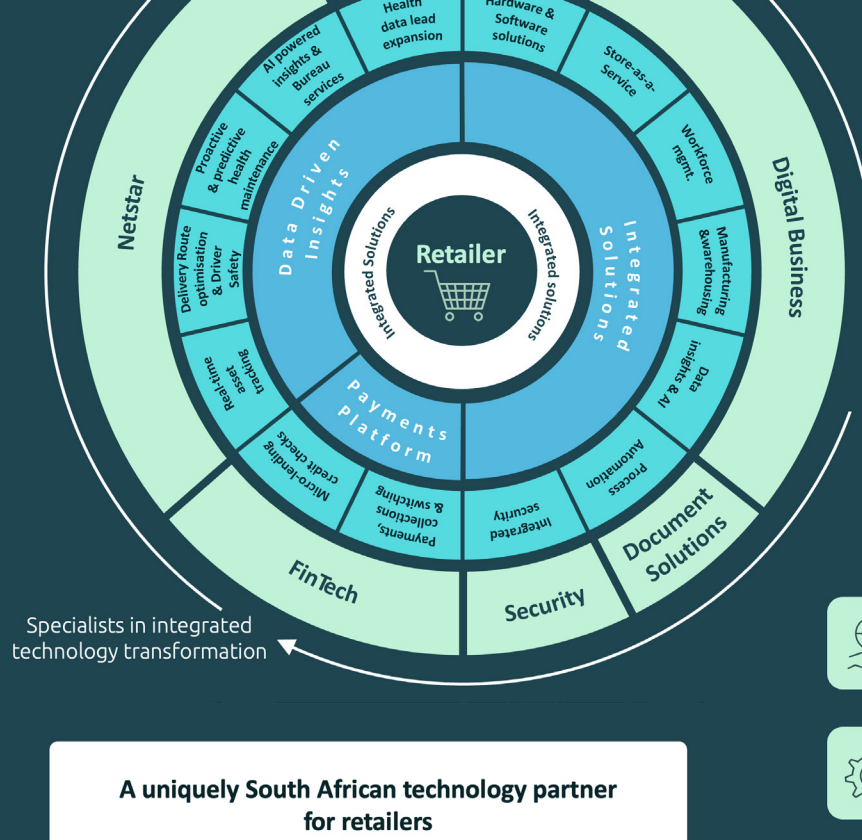 Health
data lead
expansion
Hardware &
Software
solutions
AI powered
insights &
Bureau
services
Store-as-a-
Service
Proactive
& predictive
health
maintenance
Workforce
mgmt.
Netstar
Data Driven
Insights
Digital Business
Delivery Route
optimisation
& Driver
Safety
Integrated Solutions
Retailer
Integrated solutions
Integrated
Solutions
Manufacturing
&warehousing
Real-time
asset
tracking
Data
insights & AI
Payments
Platform
Micro-lending
credit checks
Payments,
collections
& switching
Integrated
security
Process
Automation
FinTech
Security
Document
Solutions
Specialists in integrated
technology transformation
A uniquely South African technology partner
for retailers